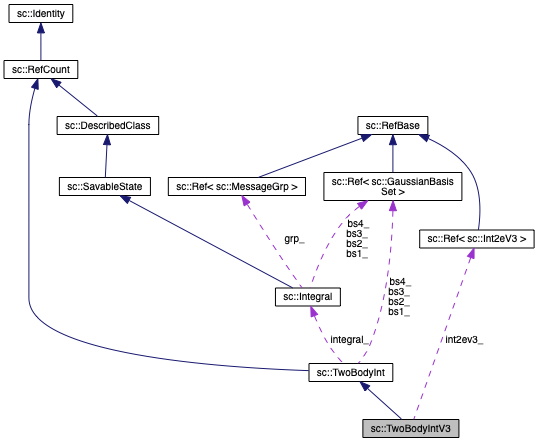 sc::Identity
sc::RefCount
sc::DescribedClass
sc::RefBase
sc::SavableState
sc::Ref< sc::MessageGrp >
sc::Ref< sc::GaussianBasis
Set >
bs4_
bs3_
bs2_
bs1_
grp_
sc::Ref< sc::Int2eV3 >
sc::Integral
bs4_
bs3_
bs2_
bs1_
integral_
int2ev3_
sc::TwoBodyInt
sc::TwoBodyIntV3